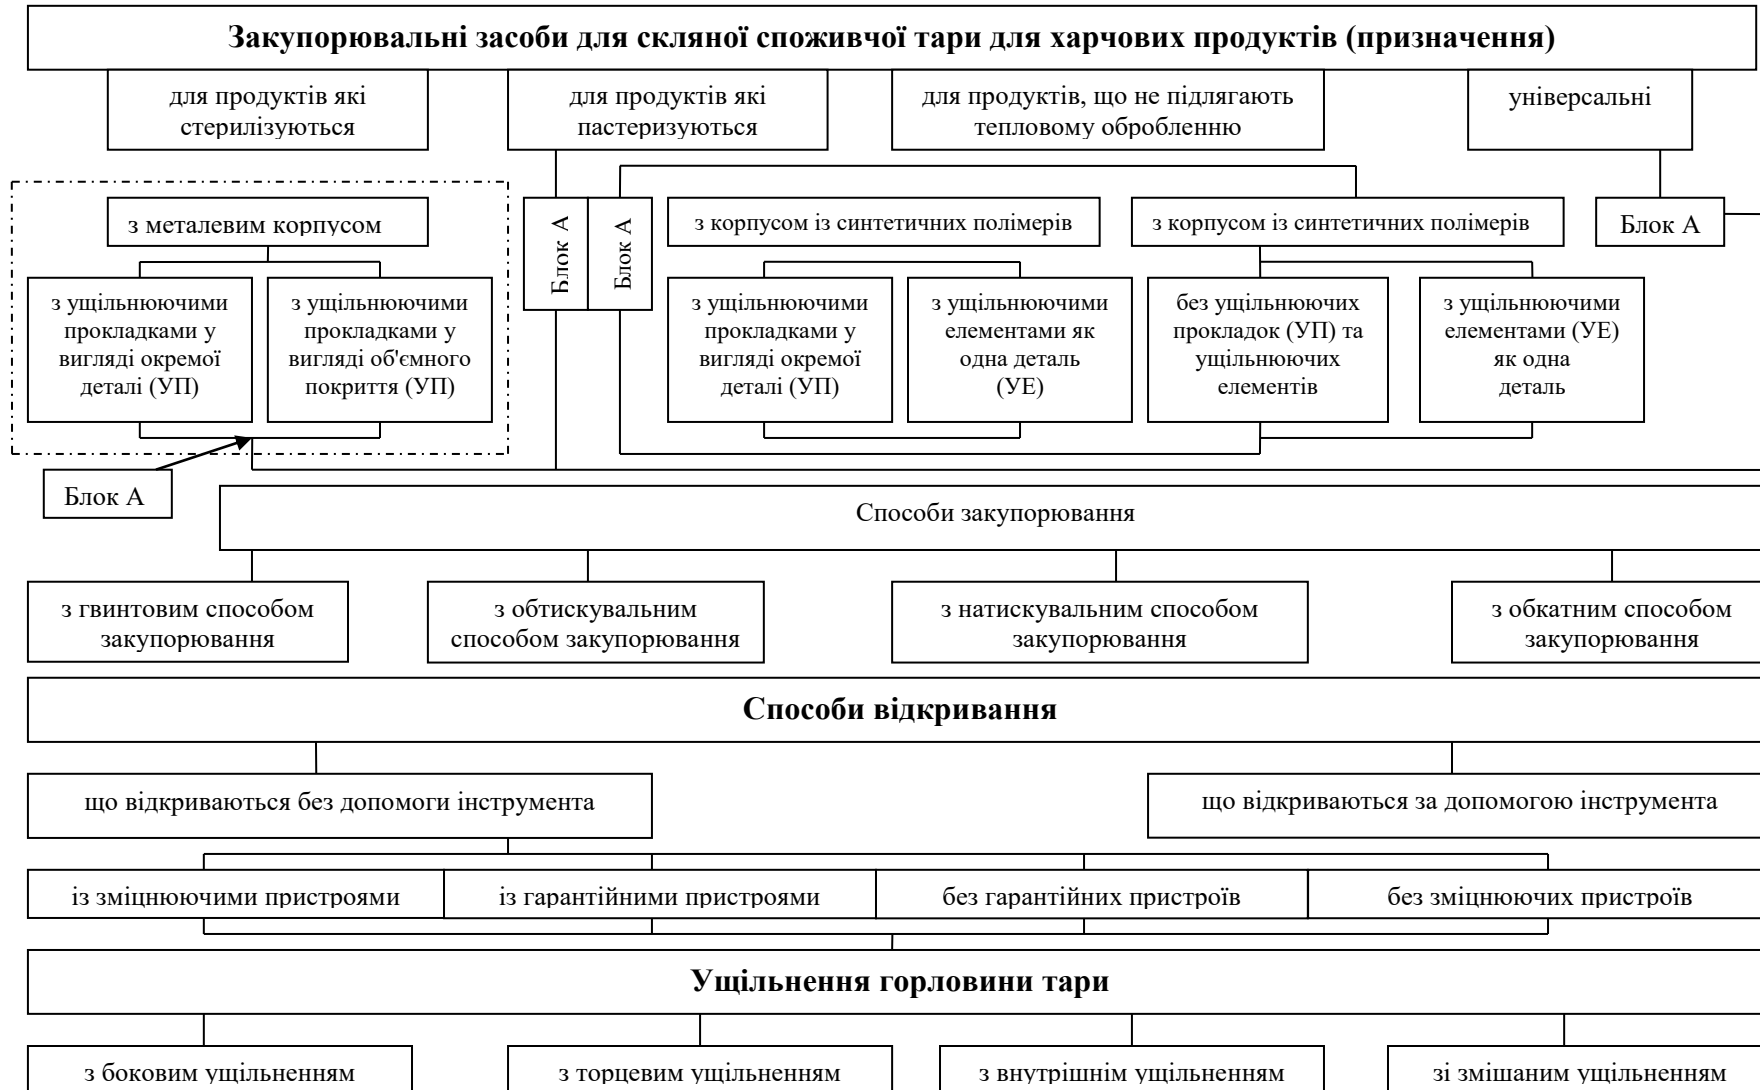 Закупорювальні засоби для скляної споживчої тари для харчових продуктів (призначення)
для продуктів які
стерилізуються
для продуктів які
пастеризуються
для продуктів, що не підлягають
тепловому обробленню
універсальні
з металевим корпусом
Блок А
Блок А
з корпусом із синтетичних полімерів
з корпусом із синтетичних полімерів
Блок А
з ущільнюючими
прокладками у
вигляді окремої
деталі (УП)
з ущільнюючими
прокладками у
вигляді об'ємного
покриття (УП)
з ущільнюючими
прокладками у
вигляді окремої
деталі (УП)
з ущільнюючими
елементами як
одна деталь
(УЕ)
без ущільнюючих
прокладок (УП) та
ущільнюючих
елементів
з ущільнюючими
елементами (УЕ)
як одна
деталь
Блок А
Способи закупорювання
з гвинтовим способом
закупорювання
з обтискувальним
способом закупорювання
з натискувальним способом
закупорювання
з обкатним способом
закупорювання
Способи відкривання
що відкриваються без допомоги інструмента
що відкриваються за допомогою інструмента
із зміцнюючими пристроями
із гарантійними пристроями
без гарантійних пристроїв
без зміцнюючих пристроїв
Ущільнення горловини тари
з боковим ущільненням
з торцевим ущільненням
з внутрішнім ущільненням
зі змішаним ущільненням